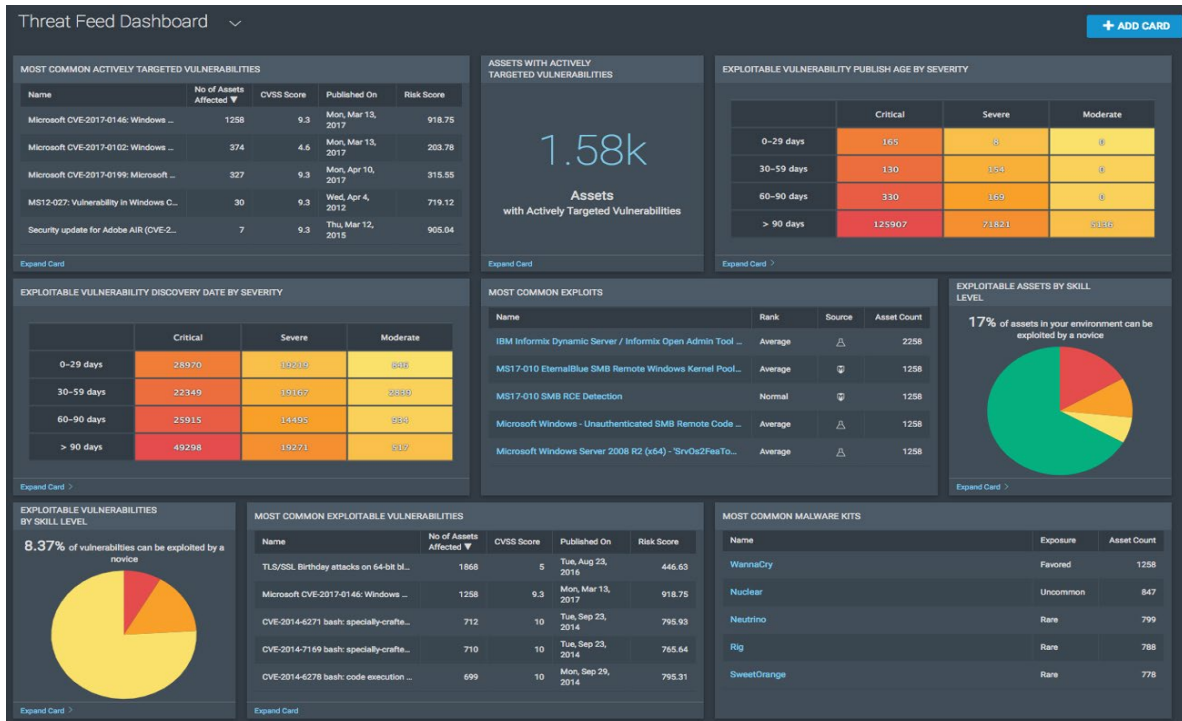 Threat Feed Dashboard
+ ADD CARD
MOST COMMON ACTIVELY TARGETED VULNERABILITIES
Name No of Assets Affected ▼ CVSS Score Published On Risk Score
Microsoft CVE-2017-0146: Windows ... 1258 9.3 Mon, Mar 13, 2017 918.75
Microsoft CVE-2017-0102: Windows ... 374 4.6 Mon, Mar 13, 2017 203.78
Microsoft CVE-2017-0199: Microsoft ... 327 9.3 Mon, Apr 10, 2017 315.55
MS12-027: Vulnerability in Windows C... 30 9.3 Wed, Apr 4, 2012 719.12
Security update for Adobe AIR (CVE-2... 7 9.3 Thu, Mar 12, 2015 905.04
Expand Card
ASSETS WITH ACTIVELY
TARGETED VULNERABILITIES
1.58k
Assets
with Actively Targeted Vulnerabilities
Expand Card
EXPLOITABLE VULNERABILITY PUBLISH AGE BY SEVERITY
Critical Severe Moderate
0-29 days 165 8 0
30-59 days 130 154 0
60-90 days 330 169 0
> 90 days 125907 71821 5136
Expand Card >
EXPLOITABLE VULNERABILITY DISCOVERY DATE BY SEVERITY
Critical Severe Moderate
0-29 days 28970 19219 846
30-59 days 22349 19167 2839
60-90 days 25915 14495 934
> 90 days 49298 19271 517
Expand Card >
MOST COMMON EXPLOITS
Name Rank Source Asset Count
IBM Informix Dynamic Server / Informix Open Admin Tool ... Average 2258
MS17-010 EternalBlue SMB Remote Windows Kernel Pool... Average 1258
MS17-010 SMB RCE Detection Normal 1258
Microsoft Windows - Unauthenticated SMB Remote Code ... Average 1258
Microsoft Windows Server 2008 R2 (x64) - 'SrvOs2FeaTo... Average 1258
EXPLOITABLE ASSETS BY SKILL
LEVEL
17% of assets in your environment can be
exploited by a novice
Expand Card >
EXPLOITABLE VULNERABILITIES
BY SKILL LEVEL
8.37% of vulnerabilties can be exploited by a
novice
Expand Card >
MOST COMMON EXPLOITABLE VULNERABILITIES
Name No of Assets Affected ▼ CVSS Score Published On Risk Score
TLS/SSL Birthday attacks on 64-bit bl... 1868 5 Tue, Aug 23, 2016 446.63
Microsoft CVE-2017-0146: Windows ... 1258 9.3 Mon, Mar 13, 2017 918.75
CVE-2014-6271 bash: specially-crafte... 712 10 Tue, Sep 23, 2014 795.93
CVE-2014-7169 bash: specially-crafte... 710 10 Tue, Sep 23, 2014 765.64
CVE-2014-6278 bash: code execution ... 699 10 Mon, Sep 29, 2014 795.31
Expand Card
MOST COMMON MALWARE KITS
Name Exposure Asset Count
WannaCry Favored 1258
Nuclear Uncommon 847
Neutrino Rare 799
Rig Rare 788
SweetOrange Rare 778